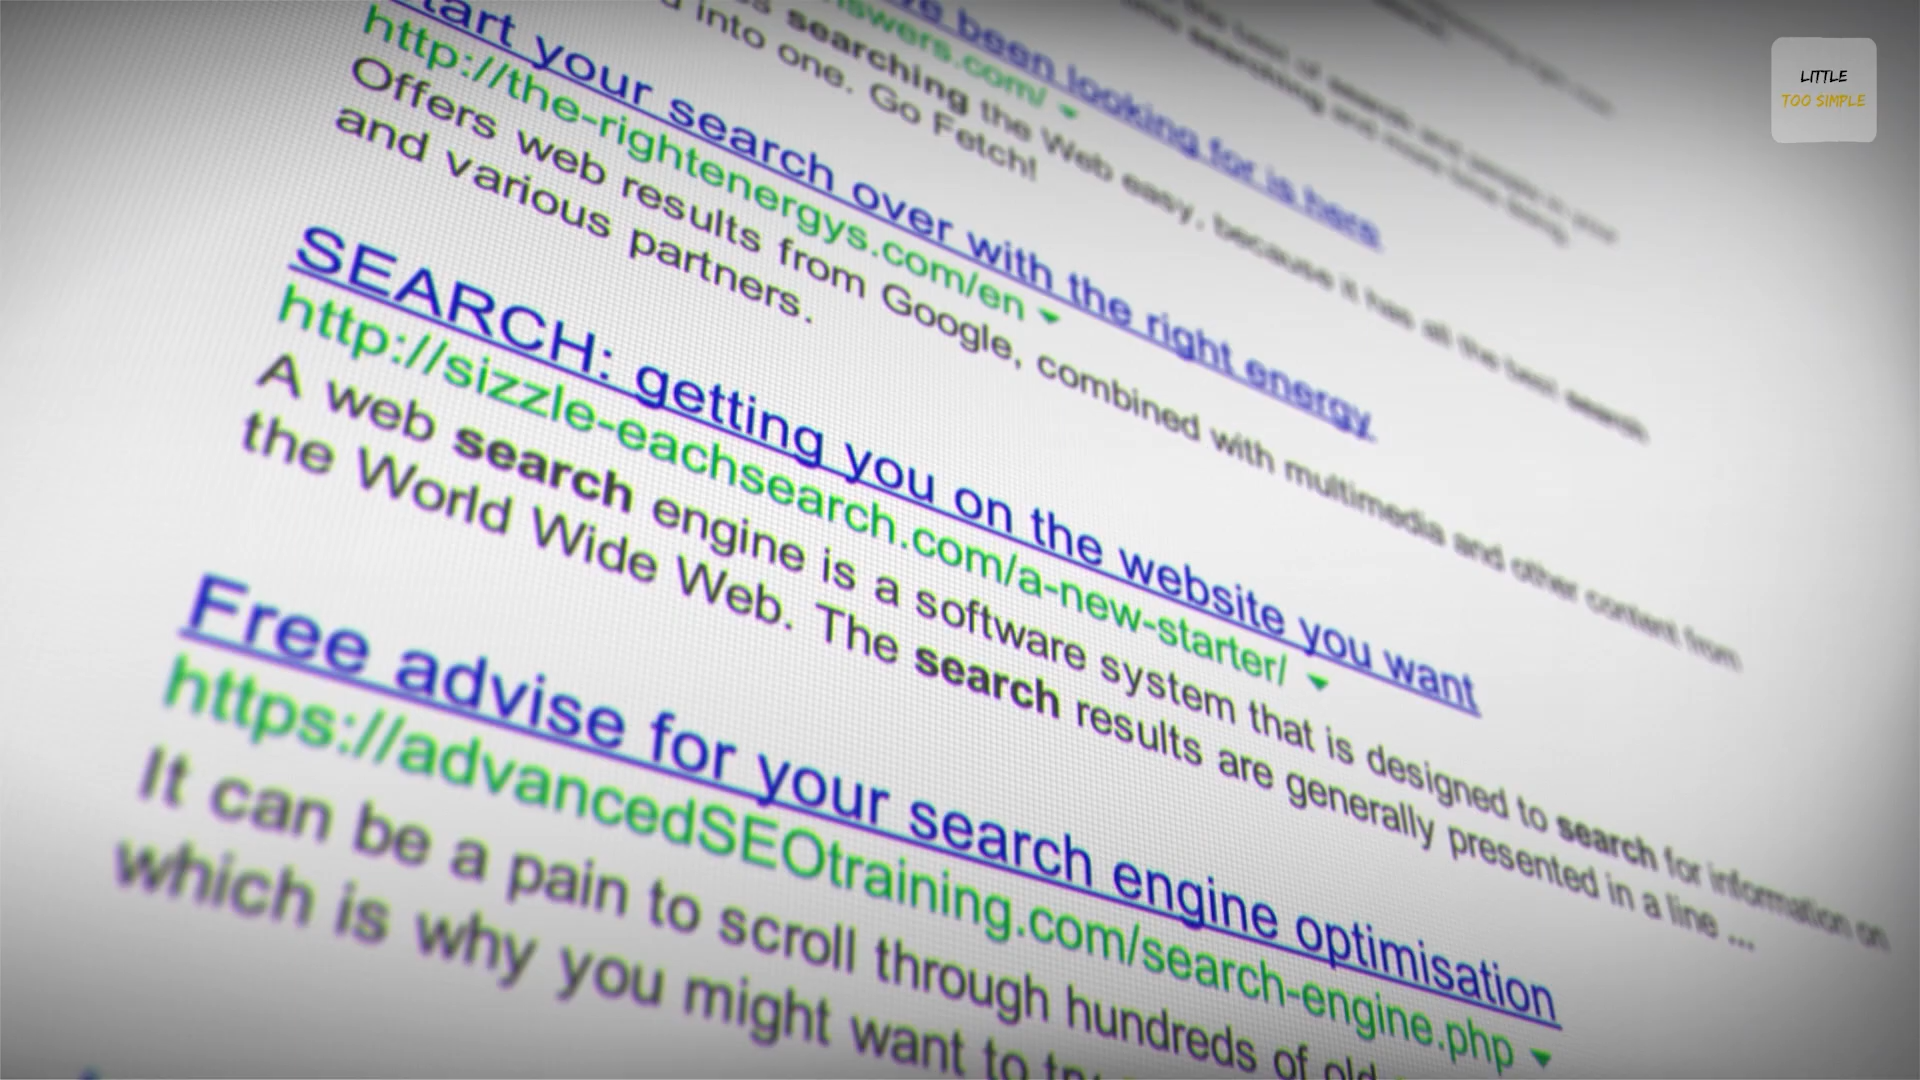 been looking for is here
searching the Web easy, because it has all the best search
into one. Go Fetch!
your search over with the right energy
http://the-rightenergys.com/en
Offers web results from Google, combined with multimedia and other content from
and various partners.
SEARCH: getting you on the website you want
http://sizzle-eachsearch.com/a-new-starter/
A web search engine is a software system that is designed to search for information on
the World Wide Web. The search results are generally presented in a line ...
Free advise for your search engine optimisation
https://advancedSEOtraining.com/search-engine.php
It can be a pain to scroll through hundreds of old
which is why you might want to
LITTLE
TOO SIMPLE